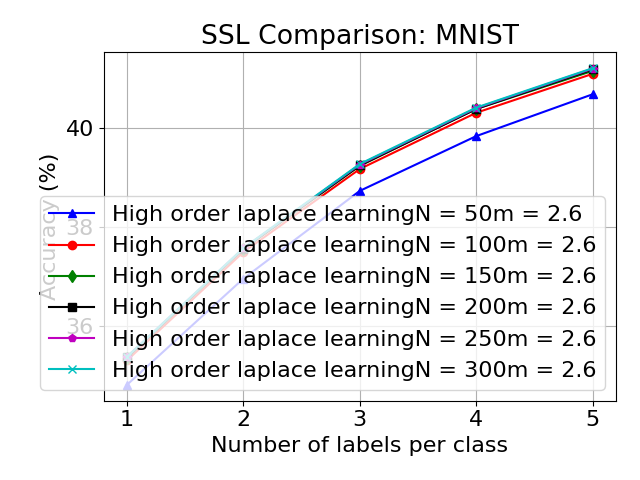 SSL Comparison: MNIST
Accuracy (%)
40
38
36
High order laplace learningN = 50m = 2.6
High order laplace learningN = 100m = 2.6
High order laplace learningN = 150m = 2.6
High order laplace learningN = 200m = 2.6
High order laplace learningN = 250m = 2.6
High order laplace learningN = 300m = 2.6
1 2 3 4 5
Number of labels per class